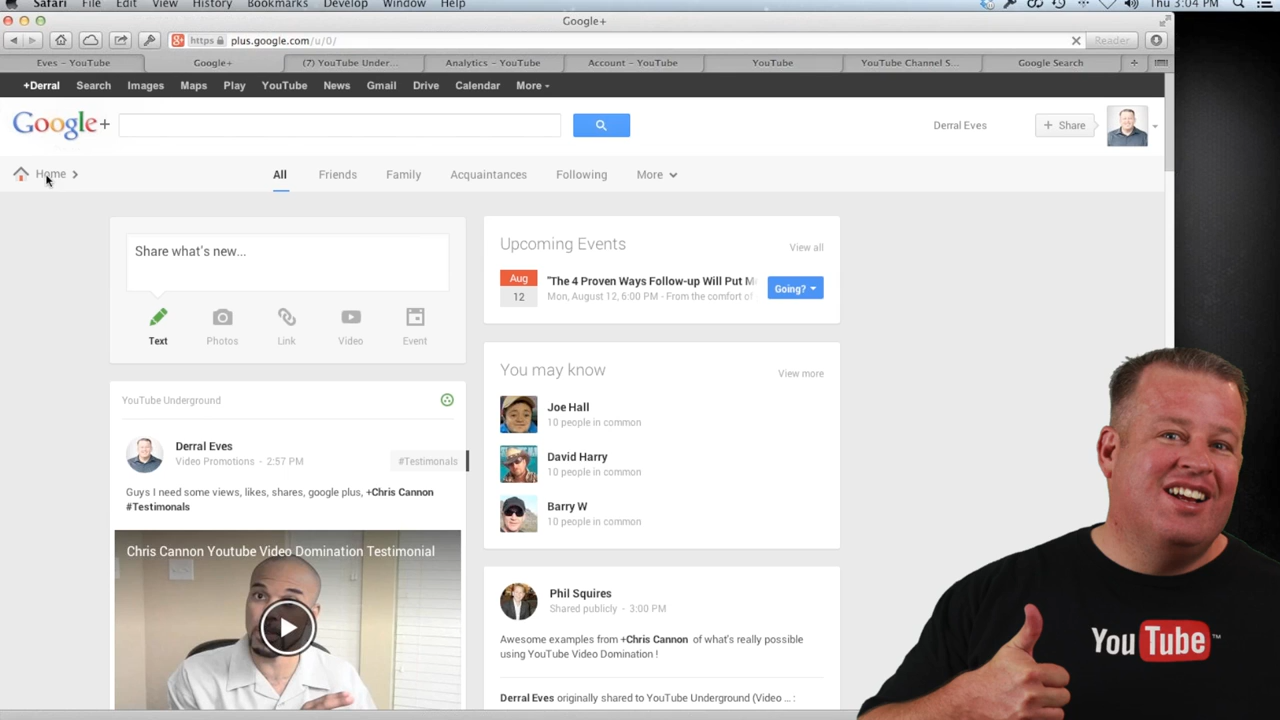 Safari File Edit View History Bookmarks Develop Window Help Thu 3:04 PM
Google+
https plus.google.com/u/0/ Reader
Eves – YouTube Google+ (7) YouTube Under... Analytics – YouTube Account – YouTube YouTube YouTube Channel S... Google Search
+Derral Search Images Maps Play YouTube News Gmail Drive Calendar More
Google+ Derral Eves + Share
Home All Friends Family Acquaintances Following More
Share what's new...
Text Photos Link Video Event
Upcoming Events View all
Aug
12
"The 4 Proven Ways Follow-up Will Put M
Mon, August 12, 6:00 PM - From the comfort of
Going?
You may know View more
Joe Hall
10 people in common
David Harry
10 people in common
Barry W
10 people in common
YouTube Underground
Derral Eves
Video Promotions - 2:57 PM
#Testimonals
Guys I need some views, likes, shares, google plus, +Chris Cannon
#Testimonals
Chris Cannon Youtube Video Domination Testimonial
Phil Squires
Shared publicly - 3:00 PM
Awesome examples from +Chris Cannon of what's really possible
using YouTube Video Domination !
Derral Eves originally shared to YouTube Underground (Video ... :
YouTube™